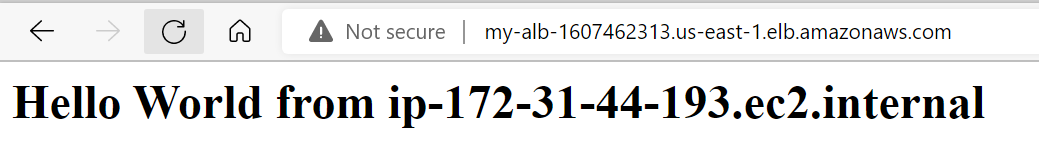 Not secure | my-alb-1607462313.us-east-1.elb.amazonaws.com
Hello World from ip-172-31-44-193.ec2.internal